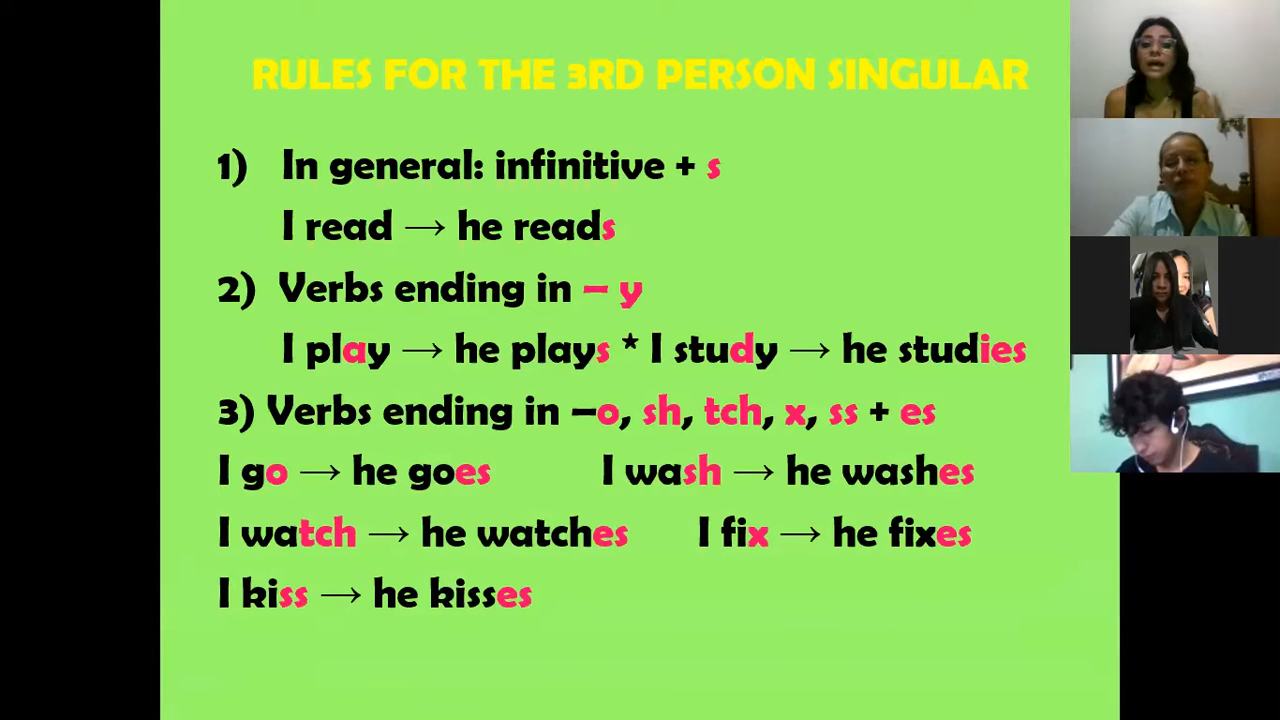 RULES FOR THE 3RD PERSON SINGULAR
1) In general: infinitive + s
I read → he reads
2) Verbs ending in – y
I play → he plays * I study → he studies
3) Verbs ending in –o, sh, tch, x, ss + es
I go → he goes I wash → he washes
I watch → he watches I fix → he fixes
I kiss → he kisses